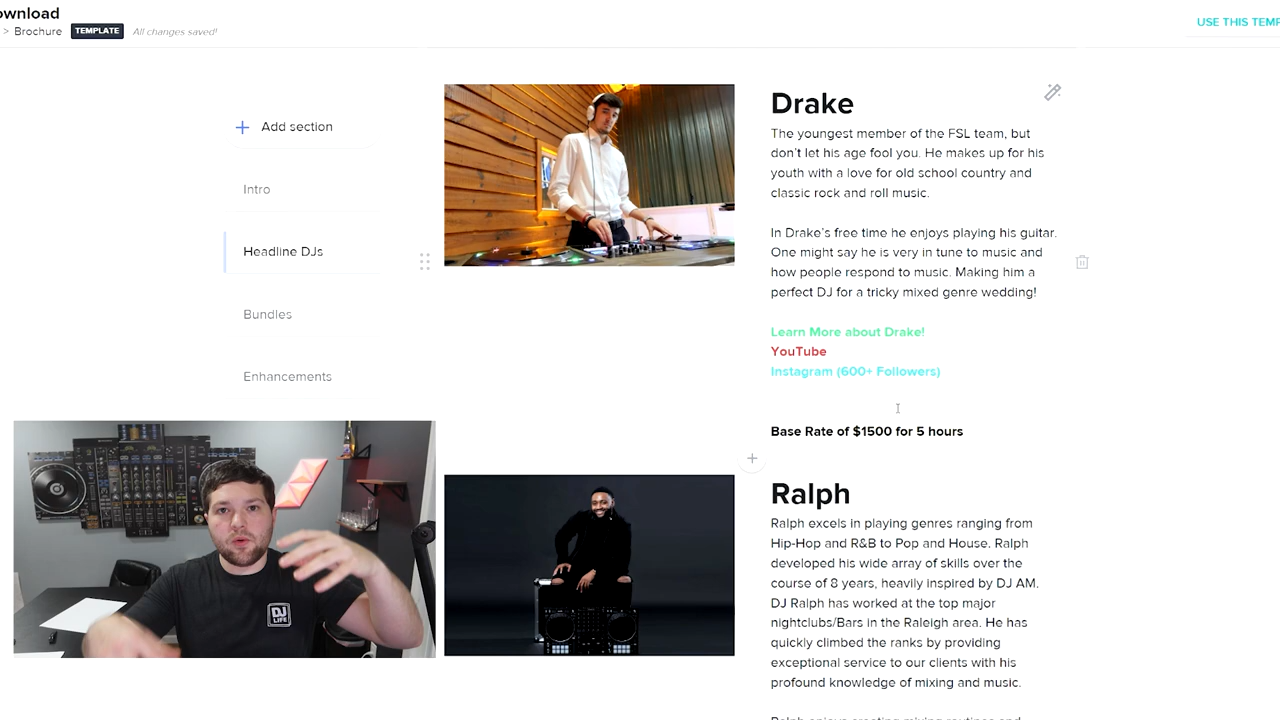 ownload
> Brochure TEMPLATE All changes saved!
USE THIS TEMP
Add section
Intro
Headline DJs
Bundles
Enhancements
Drake
The youngest member of the FSL team, but
don't let his age fool you. He makes up for his
youth with a love for old school country and
classic rock and roll music.
In Drake's free time he enjoys playing his guitar.
One might say he is very in tune to music and
how people respond to music. Making him a
perfect DJ for a tricky mixed genre wedding!
Learn More about Drake!
YouTube
Instagram (600+ Followers)
Base Rate of $1500 for 5 hours
DJ
LIFE
Ralph
Ralph excels in playing genres ranging from
Hip-Hop and R&B to Pop and House. Ralph
developed his wide array of skills over the
course of 8 years, heavily inspired by DJ AM.
DJ Ralph has worked at the top major
nightclubs/Bars in the Raleigh area. He has
quickly climbed the ranks by providing
exceptional service to our clients with his
profound knowledge of mixing and music.
Ralph enjoys creating mixing routines and